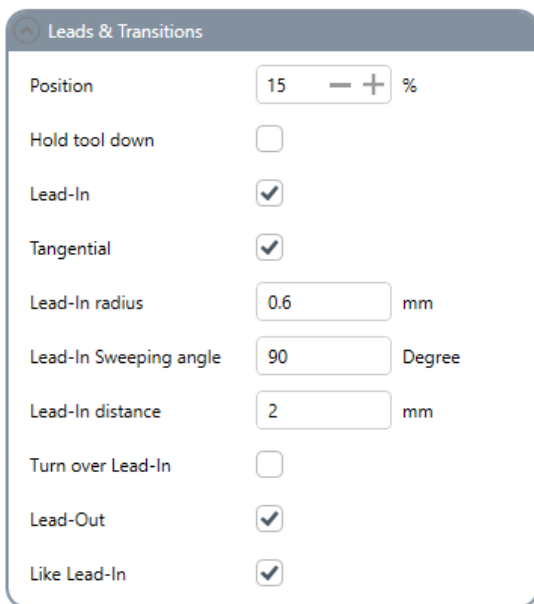 Leads & Transitions
Position 15 %
Hold tool down
Lead-In
Tangential
Lead-In radius 0.6 mm
Lead-In Sweeping angle 90 Degree
Lead-In distance 2 mm
Turn over Lead-In
Lead-Out
Like Lead-In